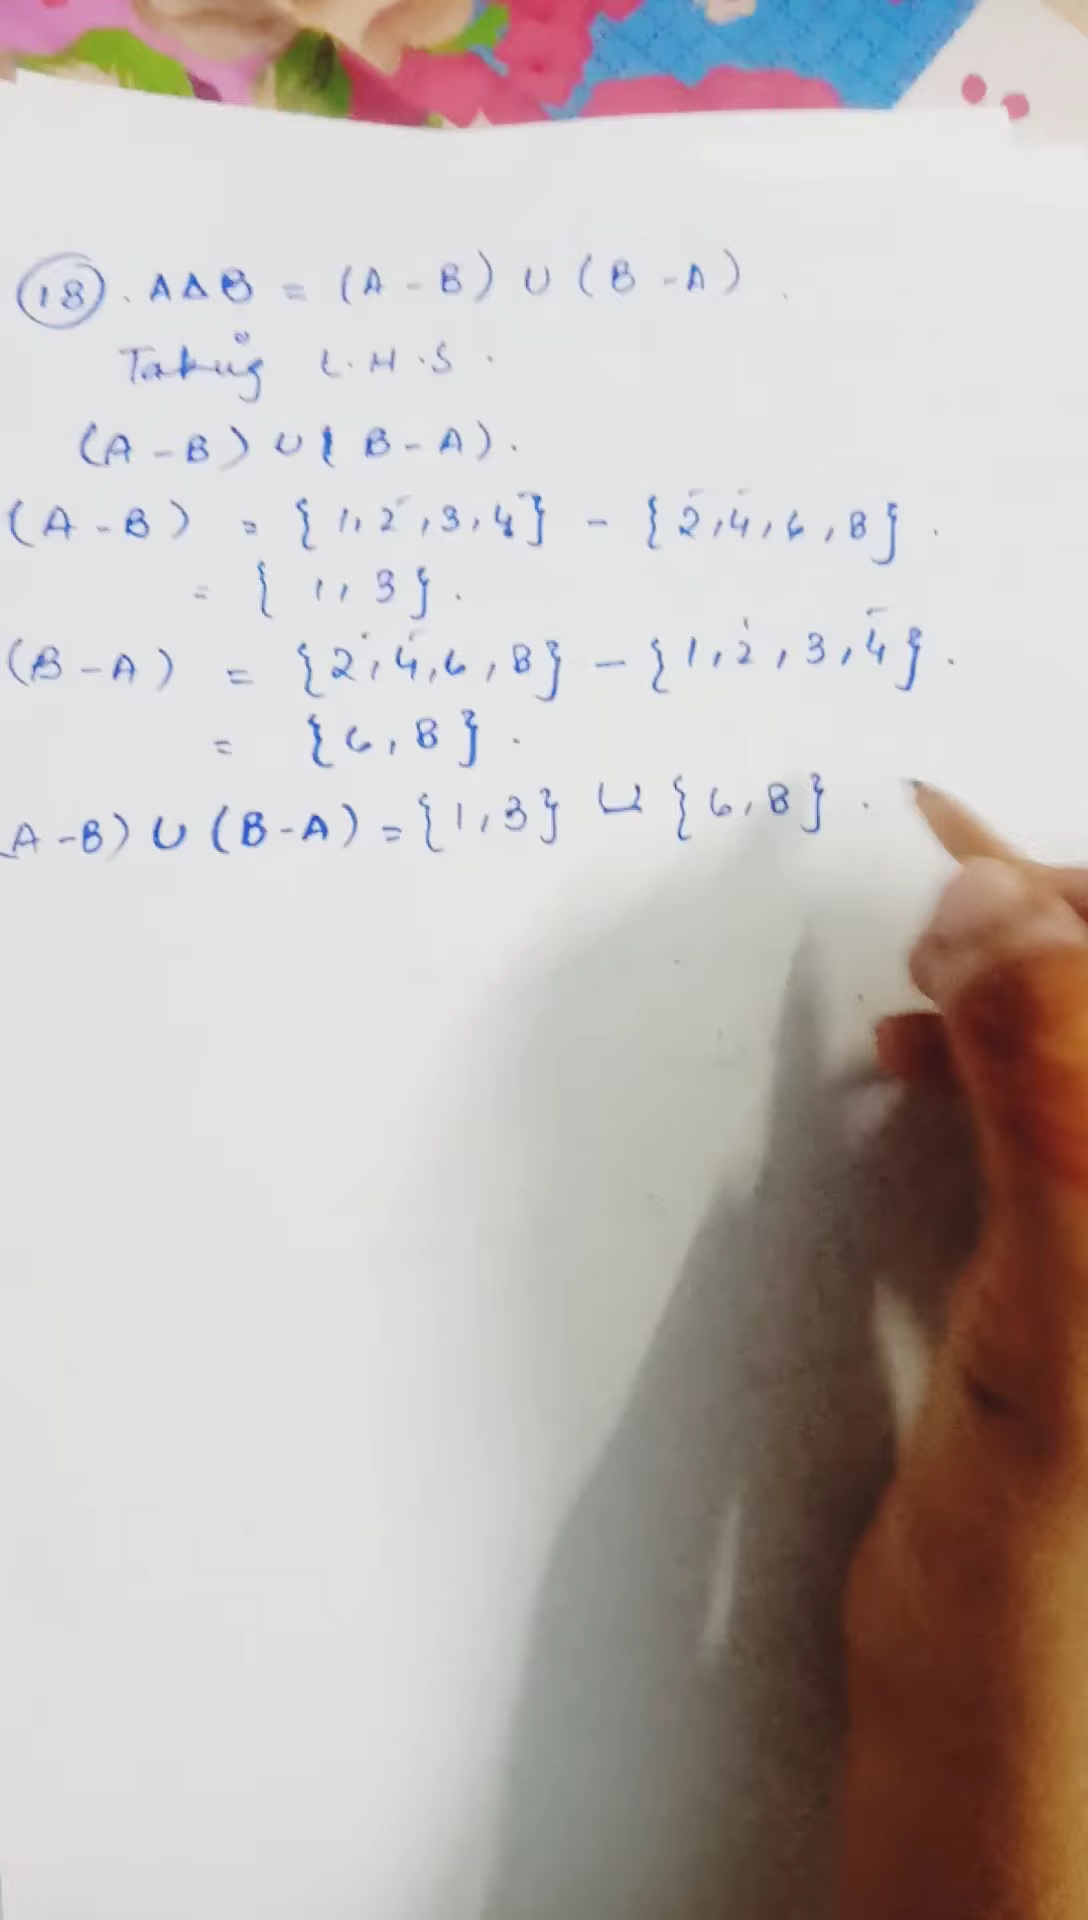 18. A∆B = (A - B) ∪ (B - A).
Taking L.H.S.
(A - B) ∪ ( B - A).
(A - B) = {1, 2, 3, 4} - {2, 4, 6, 8}.
= {1, 3}.
(B - A) = {2, 4, 6, 8} - {1, 2, 3, 4}.
= {6, 8}.
A - B) ∪ (B - A) = {1, 3} ∪ {6, 8}.